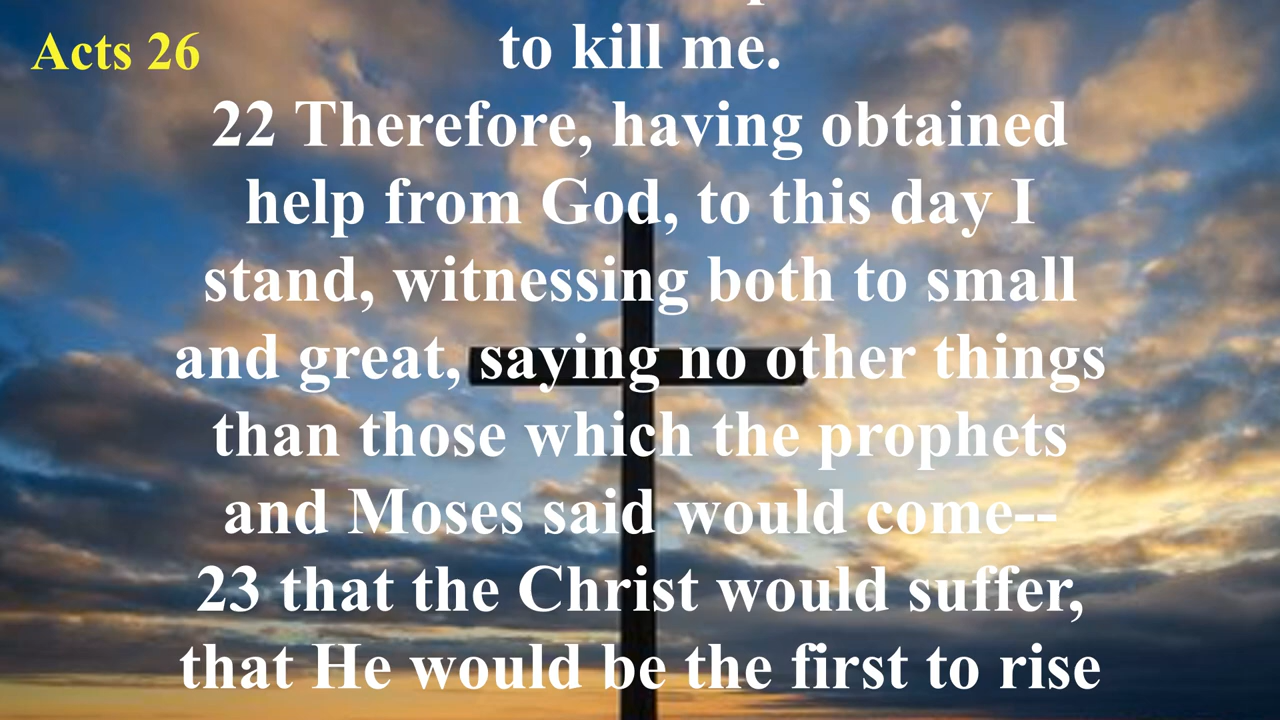 Acts 26
to kill me.
22 Therefore, having obtained
help from God, to this day I
stand, witnessing both to small
and great, saying no other things
than those which the prophets
and Moses said would come--
23 that the Christ would suffer,
that He would be the first to rise